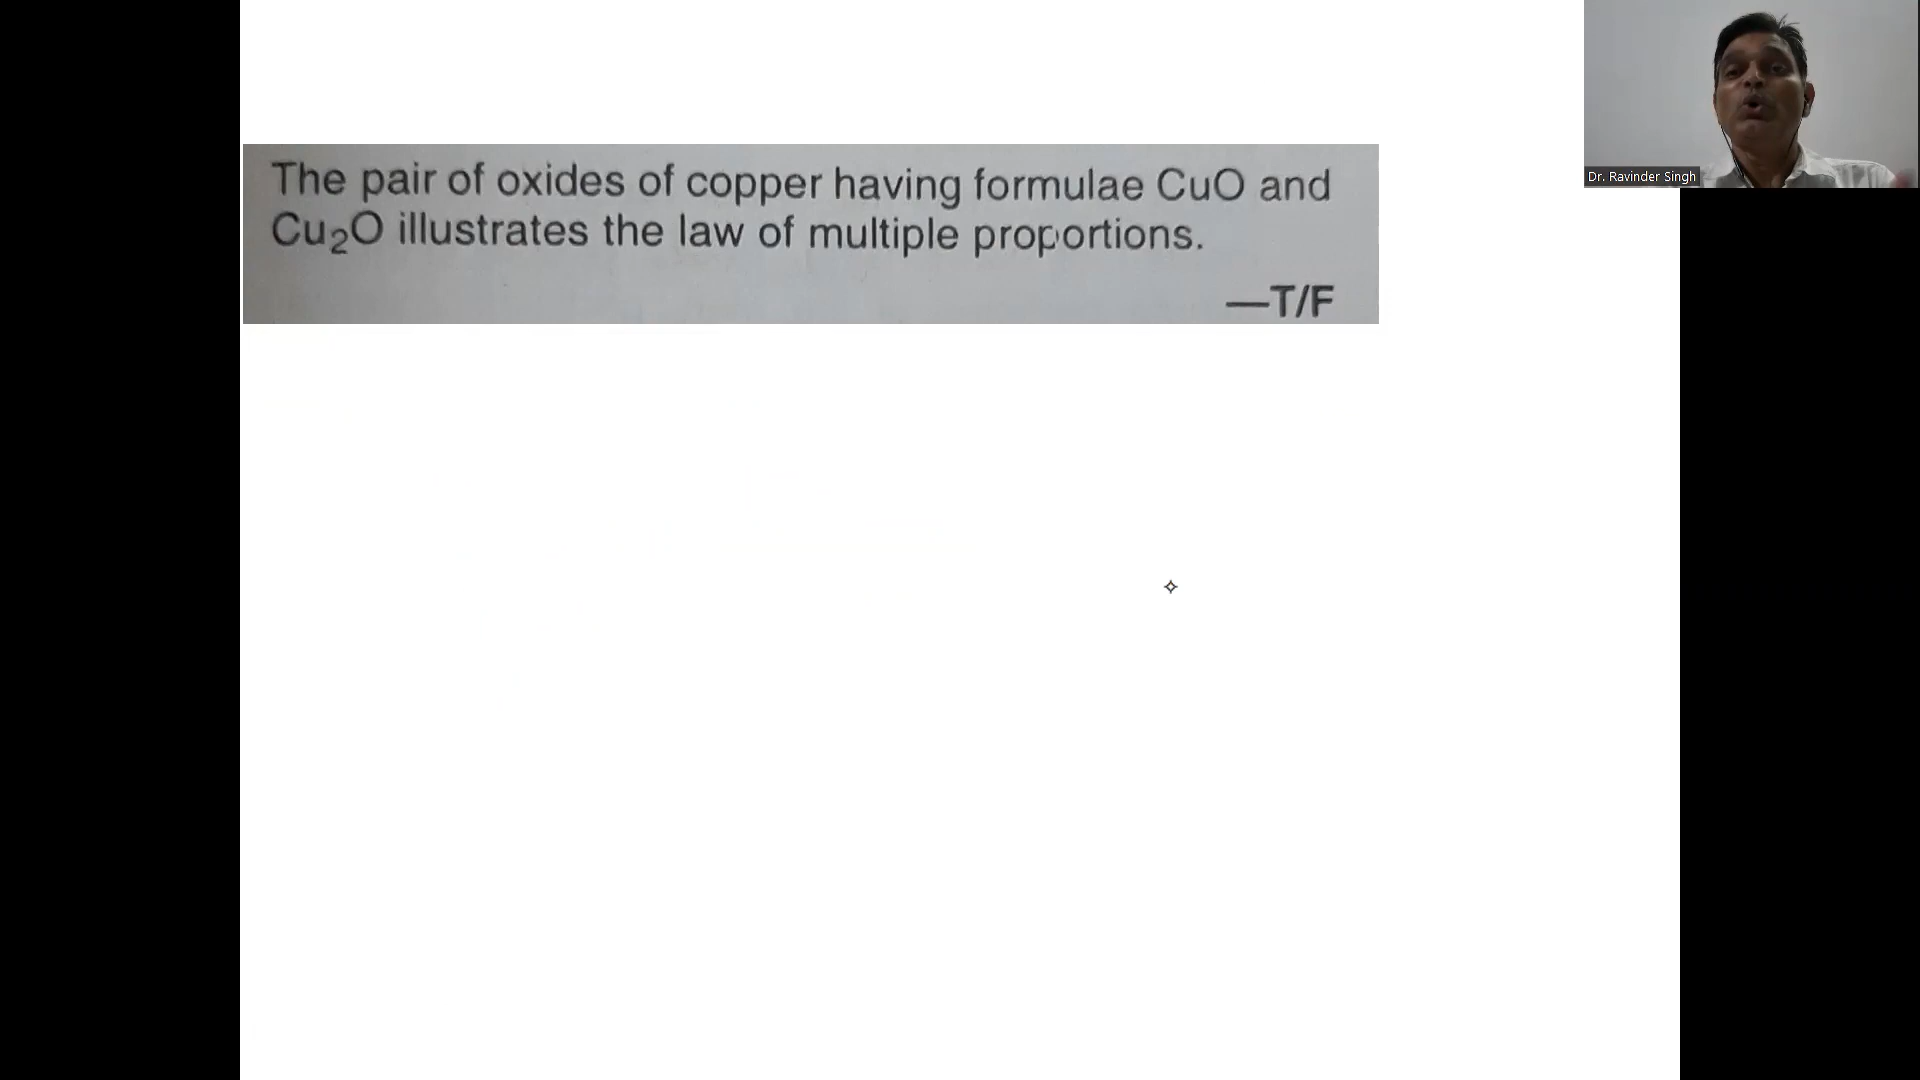 The pair of oxides of copper having formulae CuO and
Cu₂O illustrates the law of multiple proportions.
—T/F
Dr. Ravinder Singh